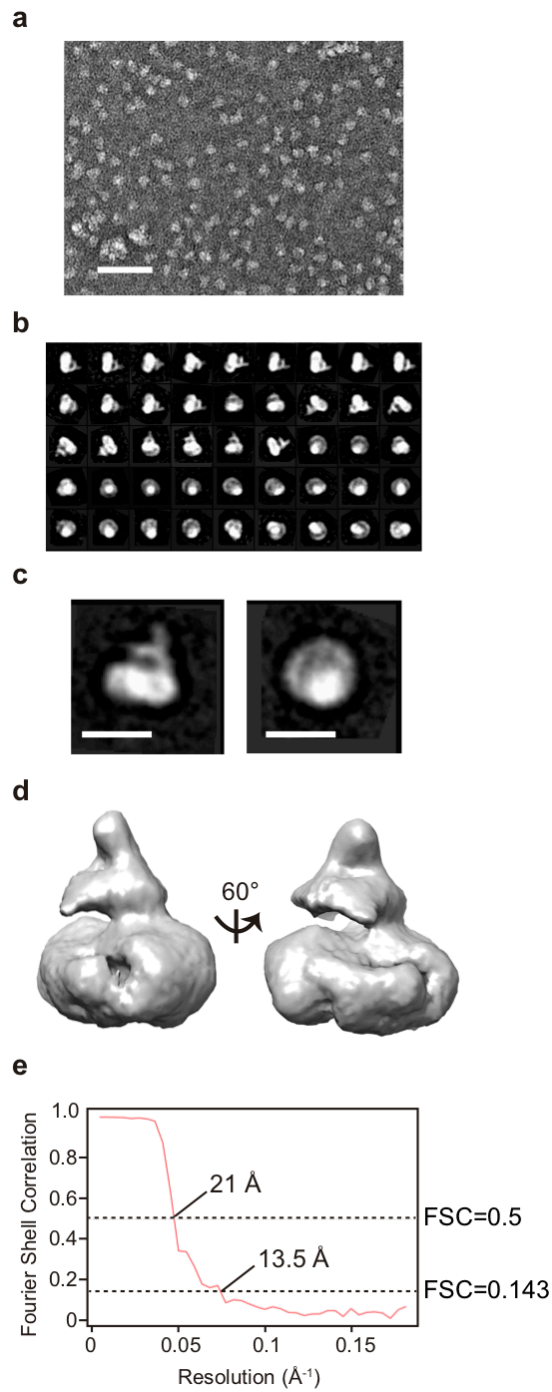 a
b
c
d
60°
e
1.0
0.8
0.6
0.4
0.2
0
21 Å
13.5 Å
FSC=0.5
FSC=0.143
Fourier Shell Correlation
0
0.05
0.1
0.15
Resolution (Å⁻¹)